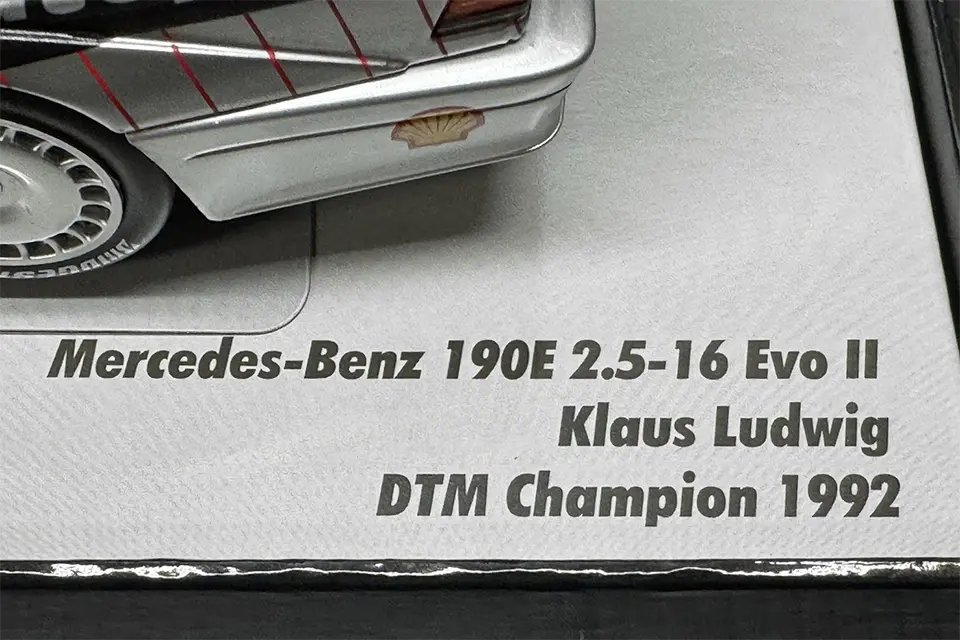 Mercedes-Benz 190E 2.5-16 Evo II
Klaus Ludwig
DTM Champion 1992